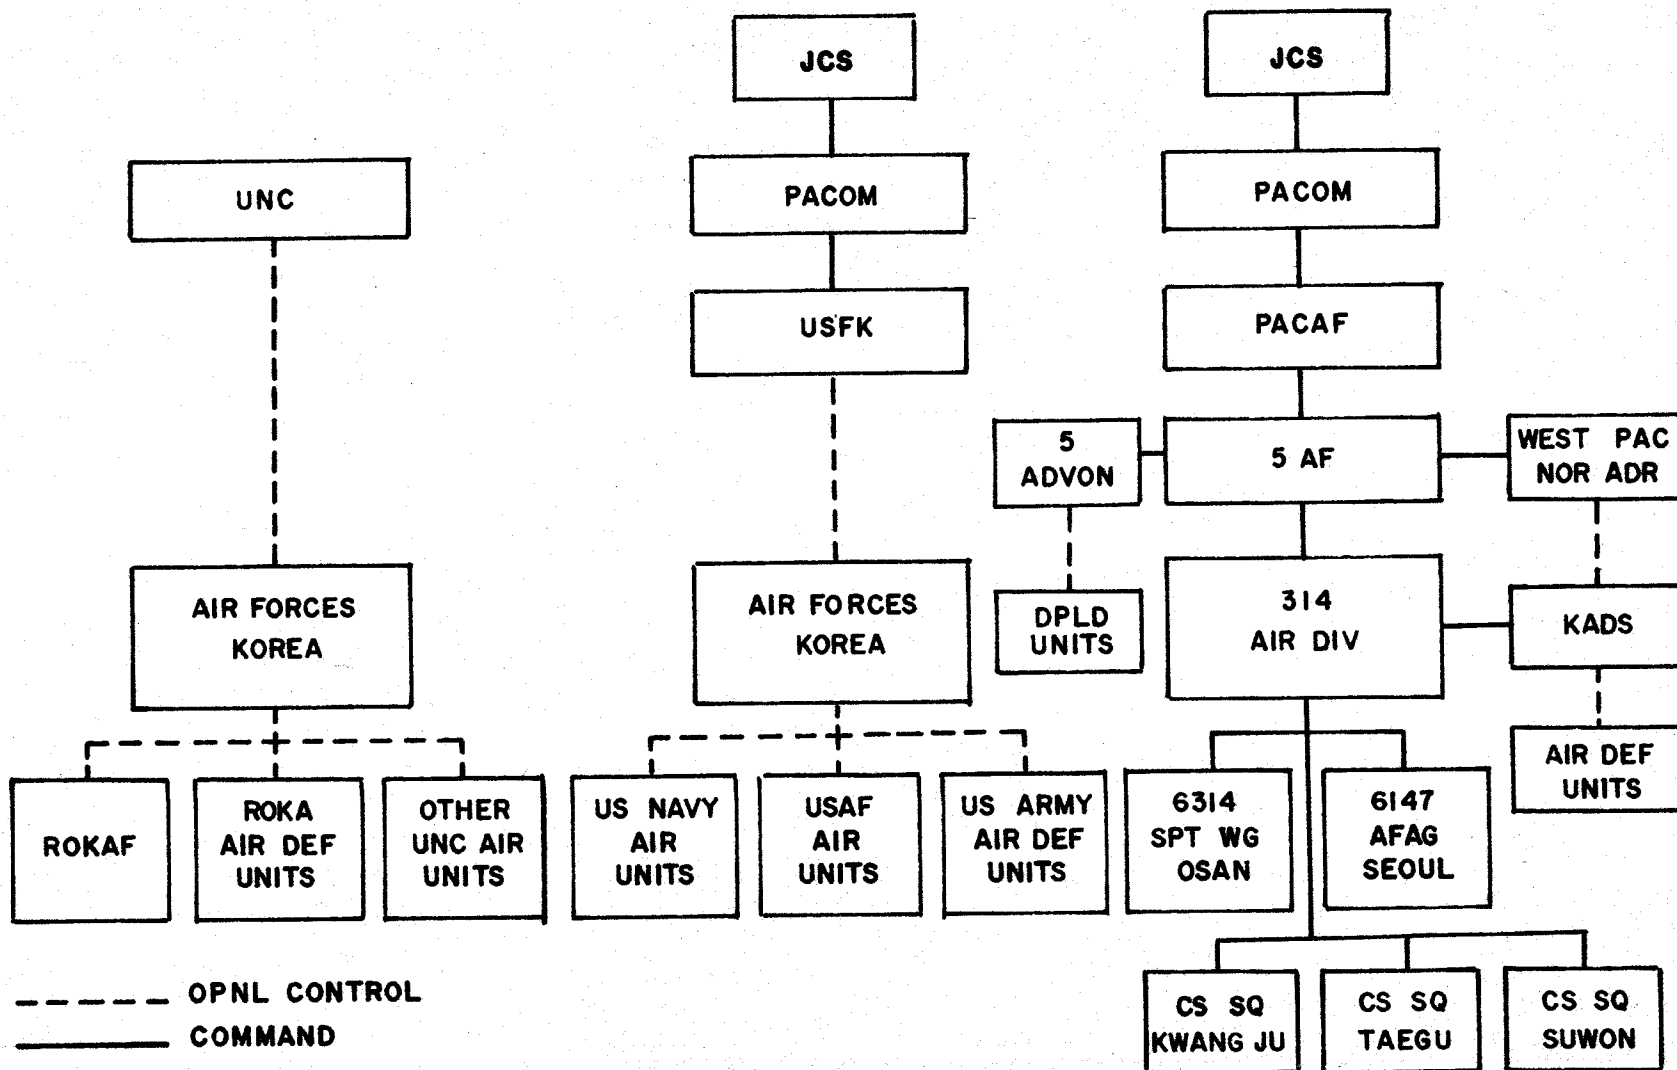 JCS
JCS
UNC
PACOM
PACOM
USFK
PACAF
5
ADVON
5 AF
WEST PAC
NOR ADR
AIR FORCES
KOREA
AIR FORCES
KOREA
DPLD
UNITS
314
AIR DIV
KADS
ROKAF
ROKA
AIR DEF
UNITS
OTHER
UNC AIR
UNITS
US NAVY
AIR
UNITS
USAF
AIR
UNITS
US ARMY
AIR DEF
UNITS
6314
SPT WG
OSAN
6147
AFAG
SEOUL
AIR DEF
UNITS
CS SQ
KWANG JU
CS SQ
TAEGU
CS SQ
SUWON
OPNL CONTROL
COMMAND